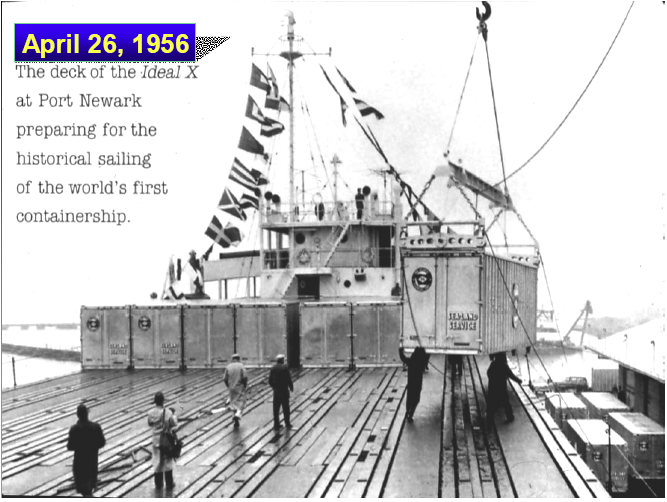 April 26, 1956
The deck of the Ideal X
at Port Newark
preparing for the
historical sailing
of the world's first
containership.
SEA-LAND
SERVICE